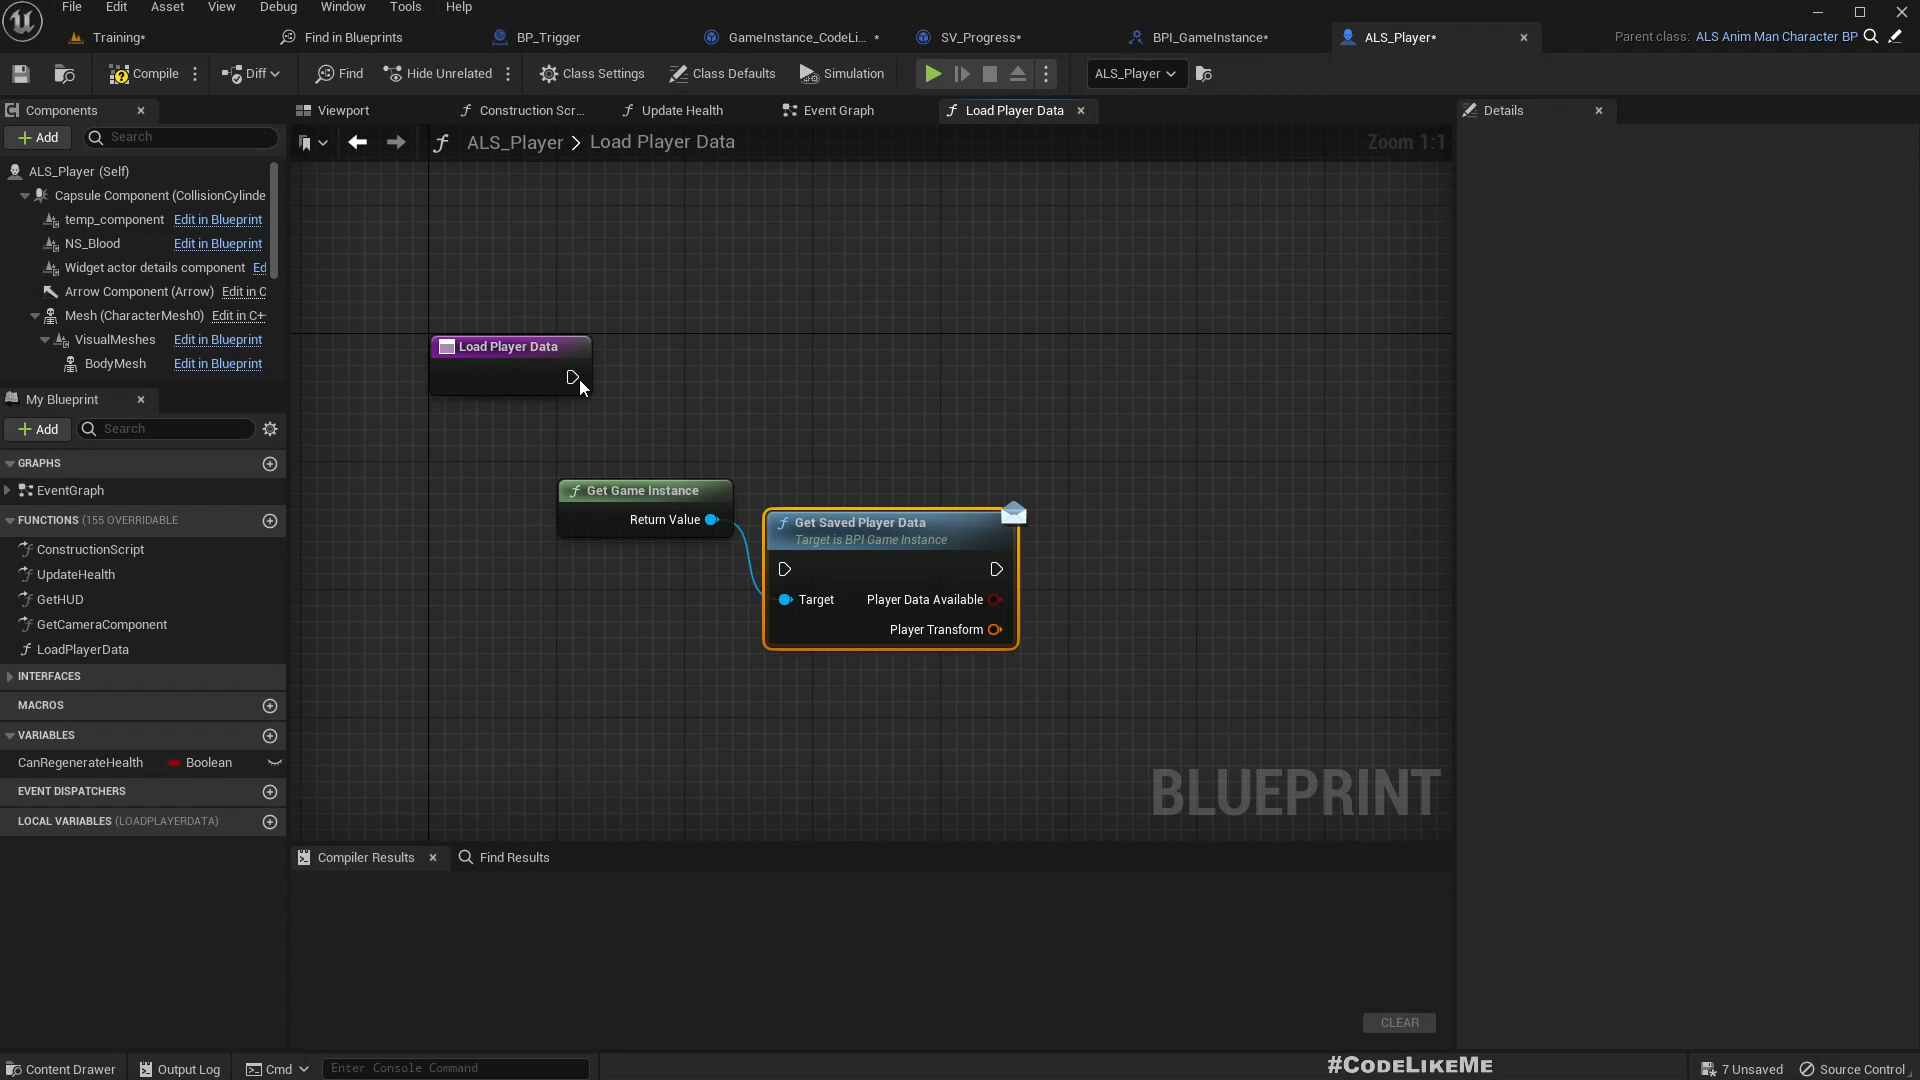 File Edit Asset View Debug Window Tools Help
Training*
Find in Blueprints
BP_Trigger
GameInstance_CodeLi... *
SV_Progress*
BPI_GameInstance*
ALS_Player*
Parent class: ALS Anim Man Character BP
Compile
Diff
Find
Hide Unrelated
Class Settings
Class Defaults
Simulation
ALS_Player
Components
Viewport
Construction Scr...
Update Health
Event Graph
Load Player Data
Details
Add
Search
ALS_Player > Load Player Data
Zoom 1:1
ALS_Player (Self)
Capsule Component (CollisionCylinde
temp_component Edit in Blueprint
NS_Blood Edit in Blueprint
Widget actor details component Ed
Arrow Component (Arrow) Edit in C
Mesh (CharacterMesh0) Edit in C++
VisualMeshes Edit in Blueprint
BodyMesh Edit in Blueprint
My Blueprint
Add
Search
GRAPHS
EventGraph
FUNCTIONS (155 OVERRIDABLE
ConstructionScript
UpdateHealth
GetHUD
GetCameraComponent
LoadPlayerData
INTERFACES
MACROS
VARIABLES
CanRegenerateHealth Boolean
EVENT DISPATCHERS
LOCAL VARIABLES (LOADPLAYERDATA)
Load Player Data
Get Game Instance
Return Value
Get Saved Player Data
Target is BPI Game Instance
Target
Player Data Available
Player Transform
BLUEPRINT
Compiler Results
Find Results
CLEAR
Content Drawer
Output Log
Cmd
Enter Console Command
#CodeLikeMe
7 Unsaved
Source Control